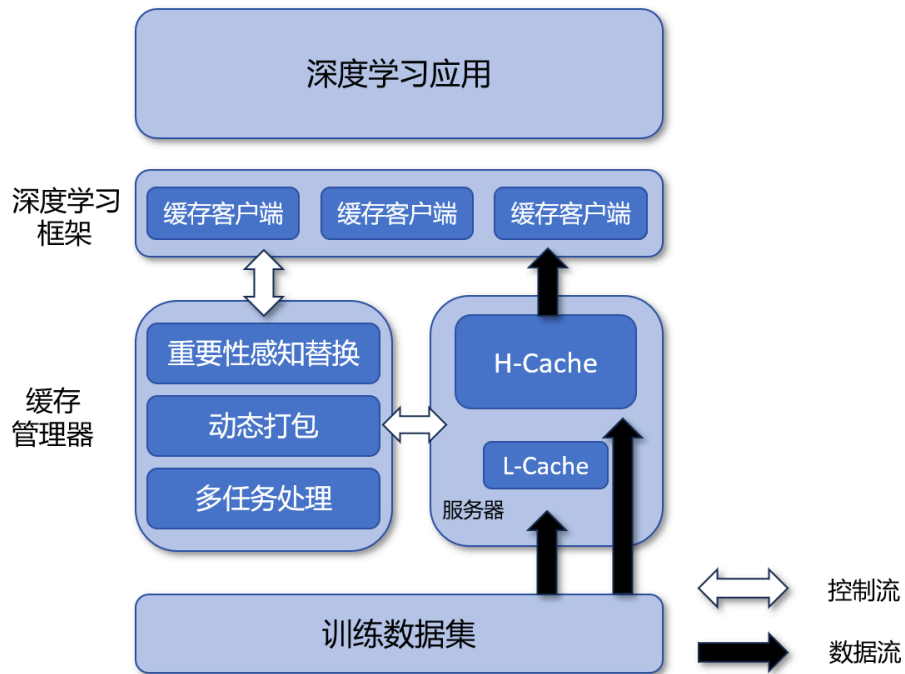 深度学习应用
深度学习
框架
缓存客户端
缓存客户端
缓存客户端
缓存
管理器
重要性感知替换
动态打包
多任务处理
H-Cache
L-Cache
服务器
训练数据集
控制流
数据流